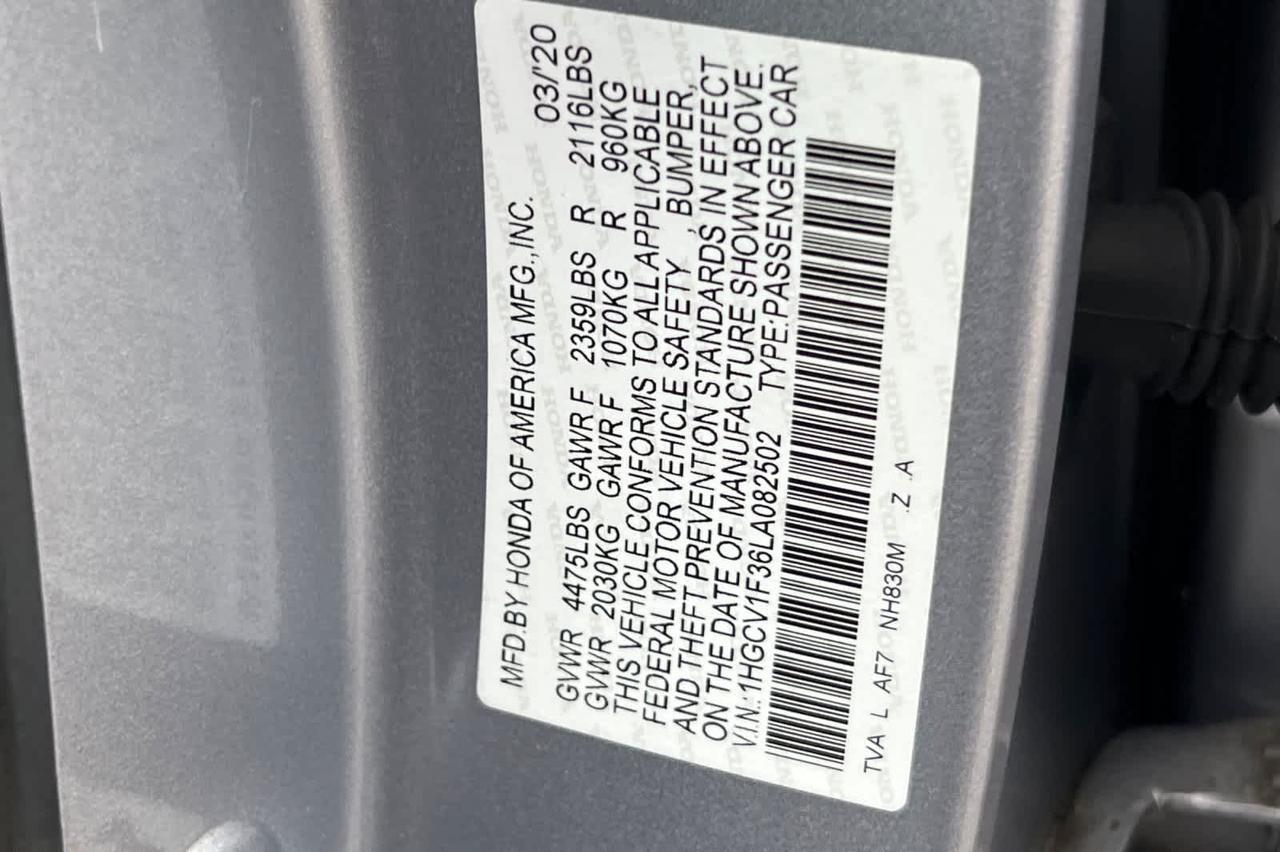 MFD.BY HONDA OF AMERICA MFG.,INC. 03/'20
GVWR 4475LBS GAWR F 2359LBS R 2116LBS
GVWR 2030KG GAWR F 1070KG R 960KG
THIS VEHICLE CONFORMS TO ALL APPLICABLE
FEDERAL MOTOR VEHICLE SAFETY , BUMPER,
AND THEFT PREVENTION STANDARDS IN EFFECT
ON THE DATE OF MANUFACTURE SHOWN ABOVE.
V.I.N.:1HGCV1F36LA082502 TYPE:PASSENGER CAR
TVA L AF7 NH830M .Z .A